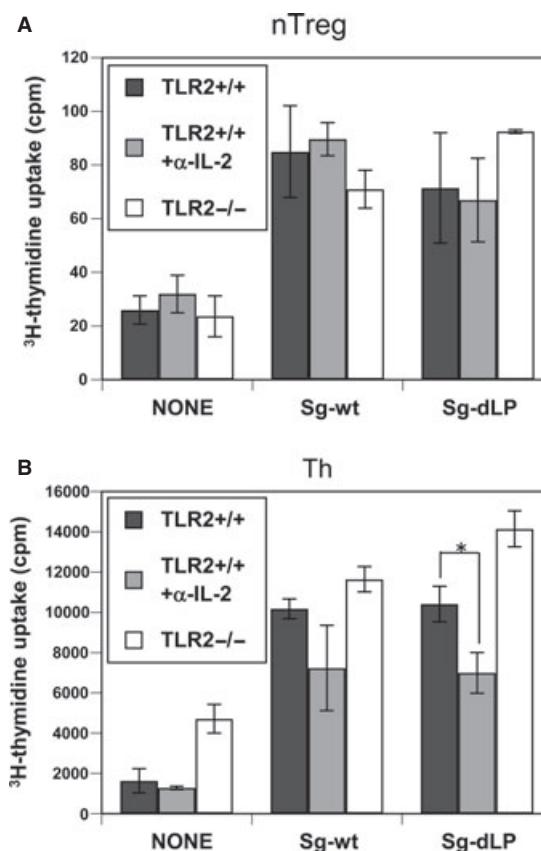 A
nTreg
³H-thymidine uptake (cpm)
120
100
80
60
40
20
0
TLR2+/+
TLR2+/+
+α-IL-2
TLR2−/−
NONE
Sg-wt
Sg-dLP
B
Th
³H-thymidine uptake (cpm)
16000
14000
12000
10000
8000
6000
4000
2000
0
TLR2+/+
TLR2+/+
+α-IL-2
TLR2−/−
*
NONE
Sg-wt
Sg-dLP